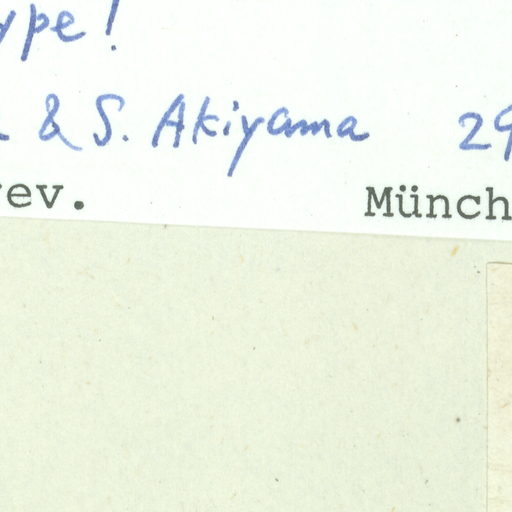 ype!
& S. Akiyama 29
rev. Münch